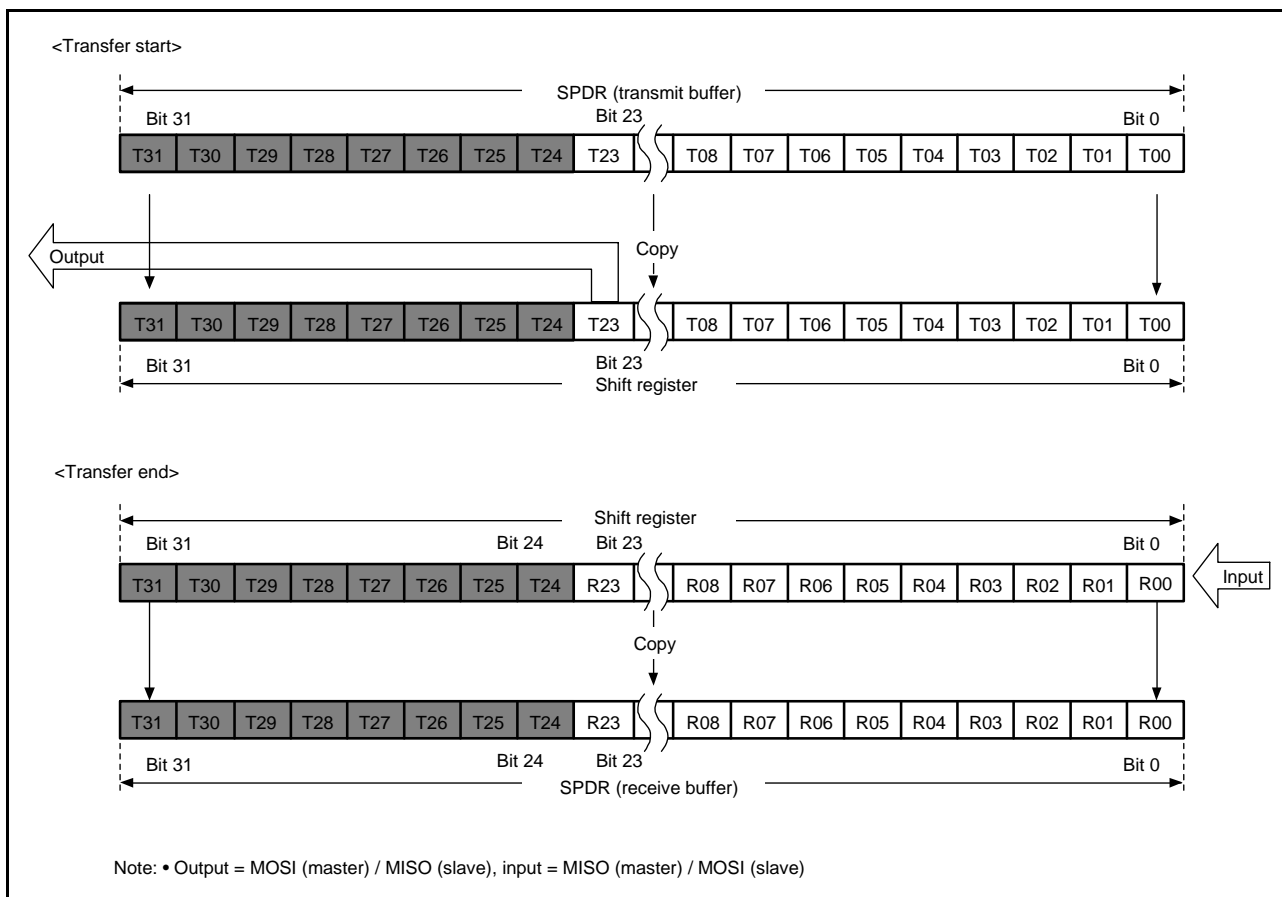 <Transfer start>
SPDR (transmit buffer)
Bit 31 Bit 23 Bit 0
T31 T30 T29 T28 T27 T26 T25 T24 T23 T08 T07 T06 T05 T04 T03 T02 T01 T00
Output Copy
T31 T30 T29 T28 T27 T26 T25 T24 T23 T08 T07 T06 T05 T04 T03 T02 T01 T00
Bit 31 Bit 23 Bit 0
Shift register
<Transfer end>
Shift register
Bit 31 Bit 24 Bit 23 Bit 0
T31 T30 T29 T28 T27 T26 T25 T24 R23 R08 R07 R06 R05 R04 R03 R02 R01 R00 Input
Copy
T31 T30 T29 T28 T27 T26 T25 T24 R23 R08 R07 R06 R05 R04 R03 R02 R01 R00
Bit 31 Bit 24 Bit 23 Bit 0
SPDR (receive buffer)
Note: • Output = MOSI (master) / MISO (slave), input = MISO (master) / MOSI (slave)